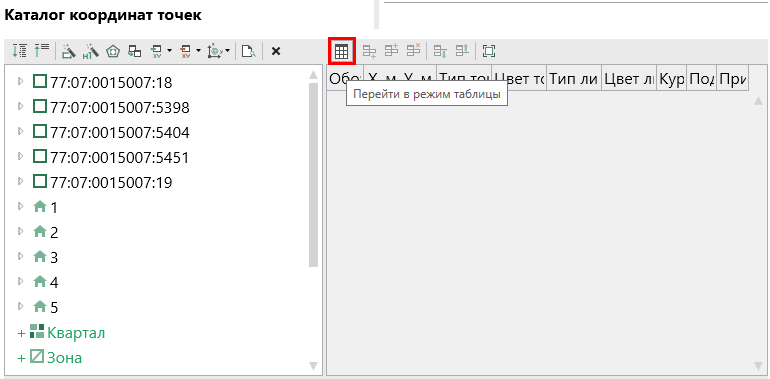 Каталог координат точек
Обо: X, м Y, м Тип то Цвет то Тип ли Цвет ли Кур Под При
Перейти в режим таблицы
77:07:0015007:18
77:07:0015007:5398
77:07:0015007:5404
77:07:0015007:5451
77:07:0015007:19
1
2
3
4
5
+ Квартал
+ Зона